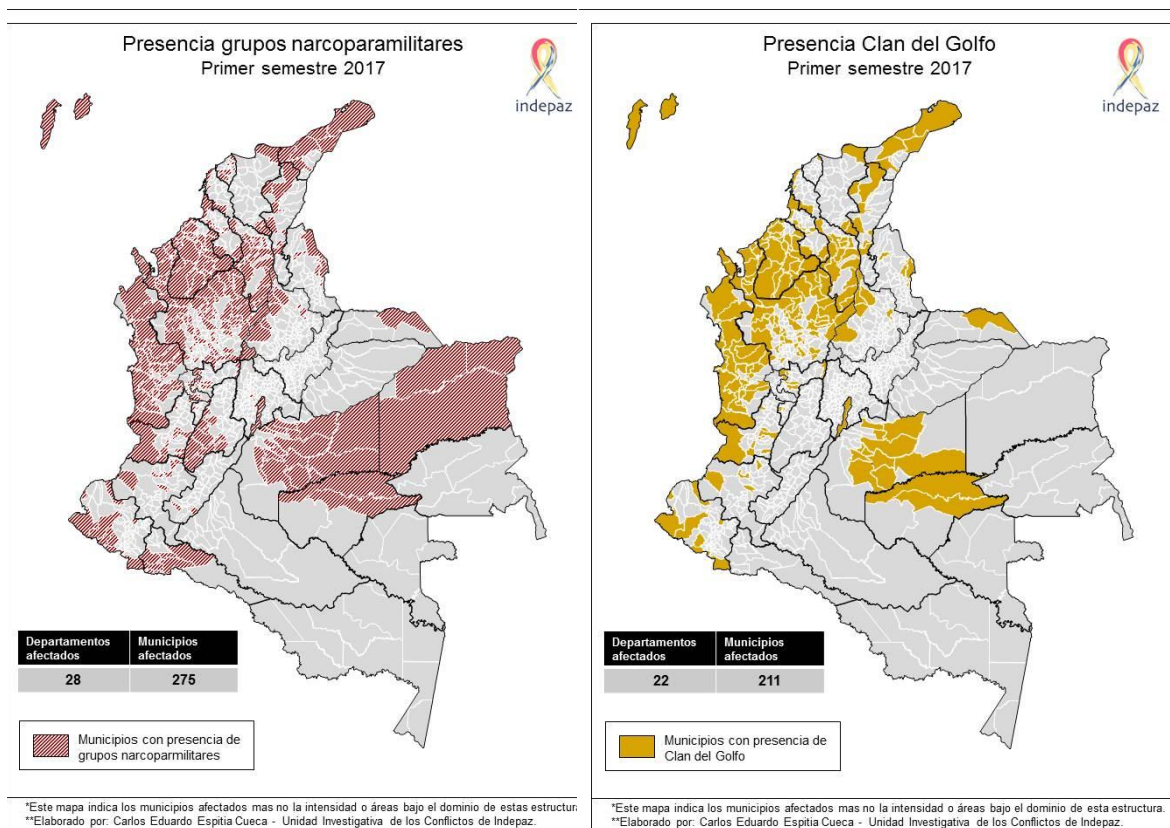 Presencia grupos narcoparamilitares
Primer semestre 2017
indepaz
Departamentos afectados
Municipios afectados
28
275
Municipios con presencia de
grupos narcoparmilitares
*Este mapa indica los municipios afectados mas no la intensidad o áreas bajo el dominio de estas estructura
**Elaborado por: Carlos Eduardo Espitia Cueca - Unidad Investigativa de los Conflictos de Indepaz.
Presencia Clan del Golfo
Primer semestre 2017
indepaz
Departamentos afectados
Municipios afectados
22
211
Municipios con presencia de
Clan del Golfo
*Este mapa indica los municipios afectados mas no la intensidad o áreas bajo el dominio de esta estructura.
**Elaborado por: Carlos Eduardo Espitia Cueca - Unidad Investigativa de los Conflictos de Indepaz.